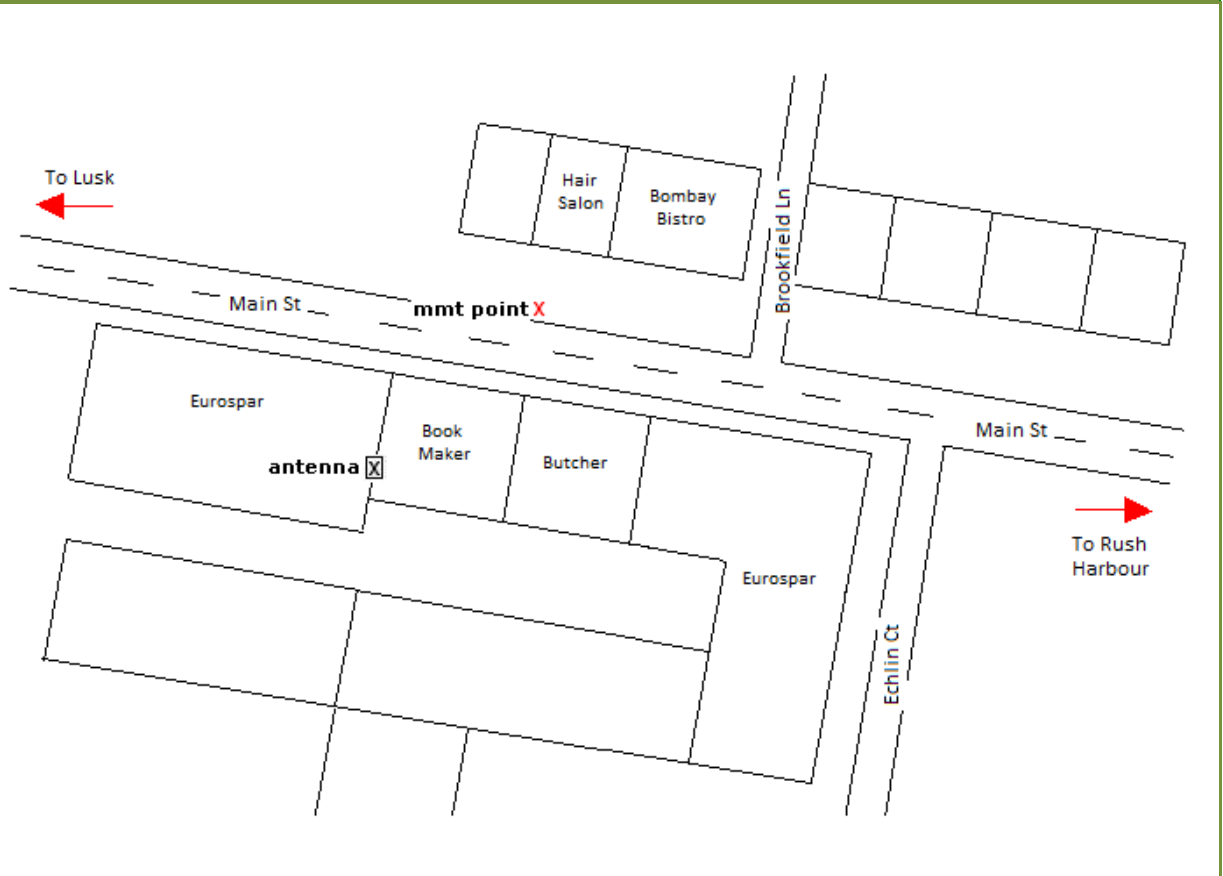 To Lusk
Hair
Salon
Bombay
Bistro
Brookfield Ln
Main St
mmt point X
Eurospar
Book
Maker
Main St
antenna X
Butcher
To Rush
Harbour
Eurospar
Echlin Ct